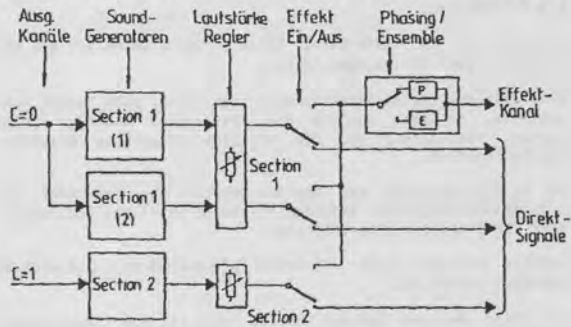 Ausg.
Kanäle
Sound-
Generatoren
Lautstärke
Regler
Effekt
Ein/Aus
Phasing/
Ensemble
P
E
Effekt-
Kanal
C=0
Section 1
(1)
Section
1
Section 1
(2)
Direkt-
Signale
C=1
Section 2
Section 2